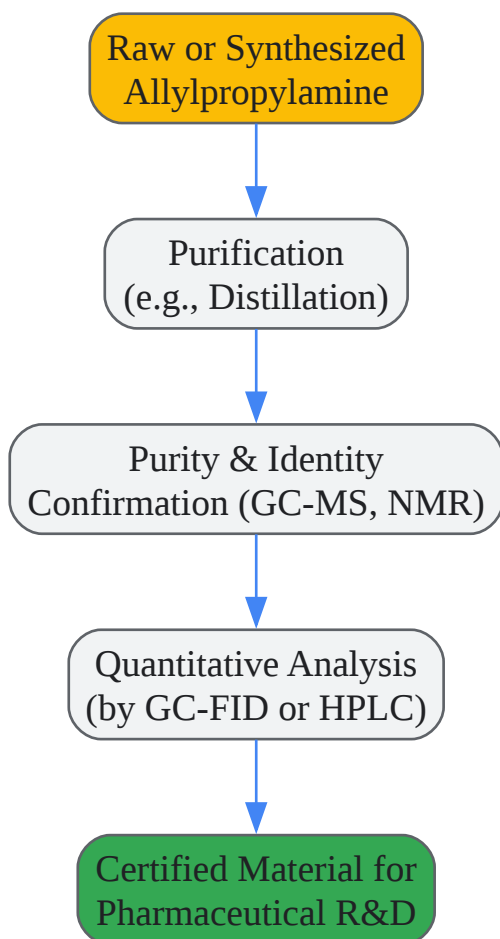 Raw or Synthesized
Allylpropylamine
Purification
(e.g., Distillation)
Purity & Identity
Confirmation (GC-MS, NMR)
Quantitative Analysis
(by GC-FID or HPLC)
Certified Material for
Pharmaceutical R&D